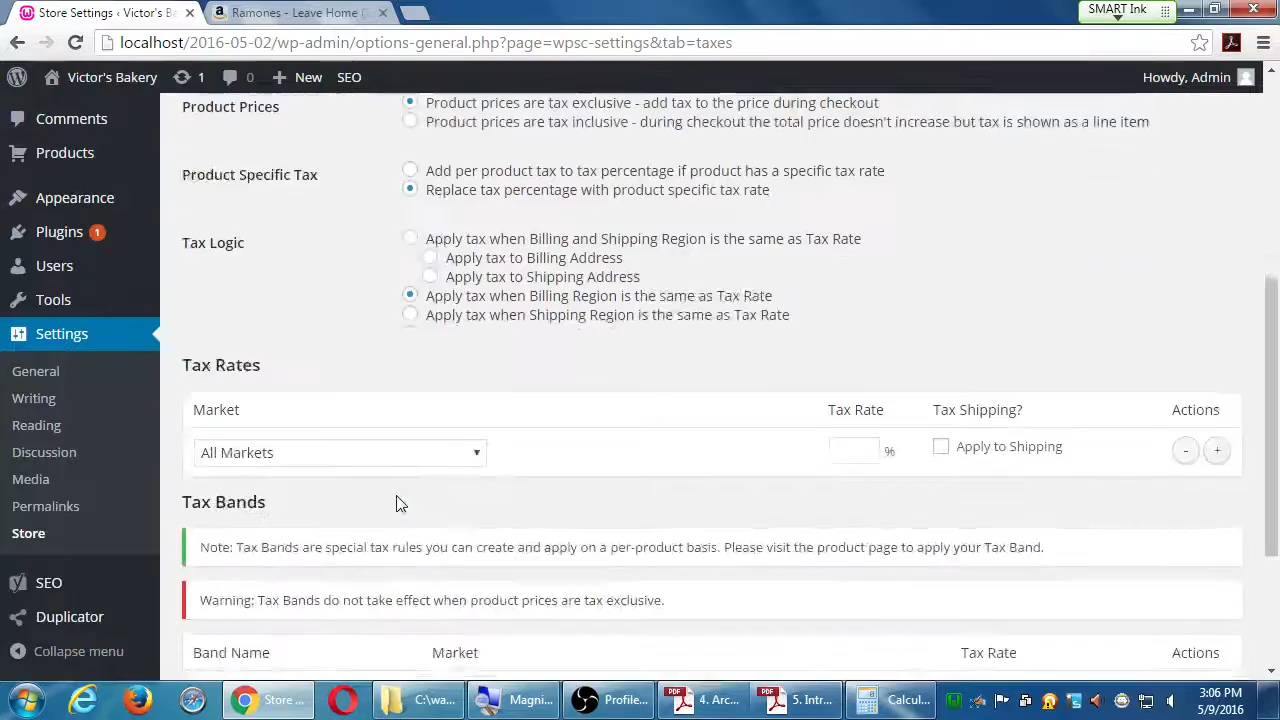 Store Settings ‹ Victor's B
Ramones - Leave Home (
SMART Ink
localhost/2016-05-02/wp-admin/options-general.php?page=wpsc-settings&tab=taxes
Victor's Bakery 1 0 New SEO Howdy, Admin
Comments
Products
Appearance
Plugins 1
Users
Tools
Settings
General
Writing
Reading
Discussion
Media
Permalinks
Store
SEO
Duplicator
Collapse menu
Product Prices
Product prices are tax exclusive - add tax to the price during checkout
Product prices are tax inclusive - during checkout the total price doesn't increase but tax is shown as a line item
Product Specific Tax
Add per product tax to tax percentage if product has a specific tax rate
Replace tax percentage with product specific tax rate
Tax Logic
Apply tax when Billing and Shipping Region is the same as Tax Rate
Apply tax to Billing Address
Apply tax to Shipping Address
Apply tax when Billing Region is the same as Tax Rate
Apply tax when Shipping Region is the same as Tax Rate
Tax Rates
Market Tax Rate Tax Shipping? Actions
All Markets % Apply to Shipping - +
Tax Bands
Note: Tax Bands are special tax rules you can create and apply on a per-product basis. Please visit the product page to apply your Tax Band.
Warning: Tax Bands do not take effect when product prices are tax exclusive.
Band Name Market Tax Rate Actions
Store ... C:\wa... Magni... Profile... 4. Arc... 5. Intr... Calcul...
3:06 PM
5/9/2016